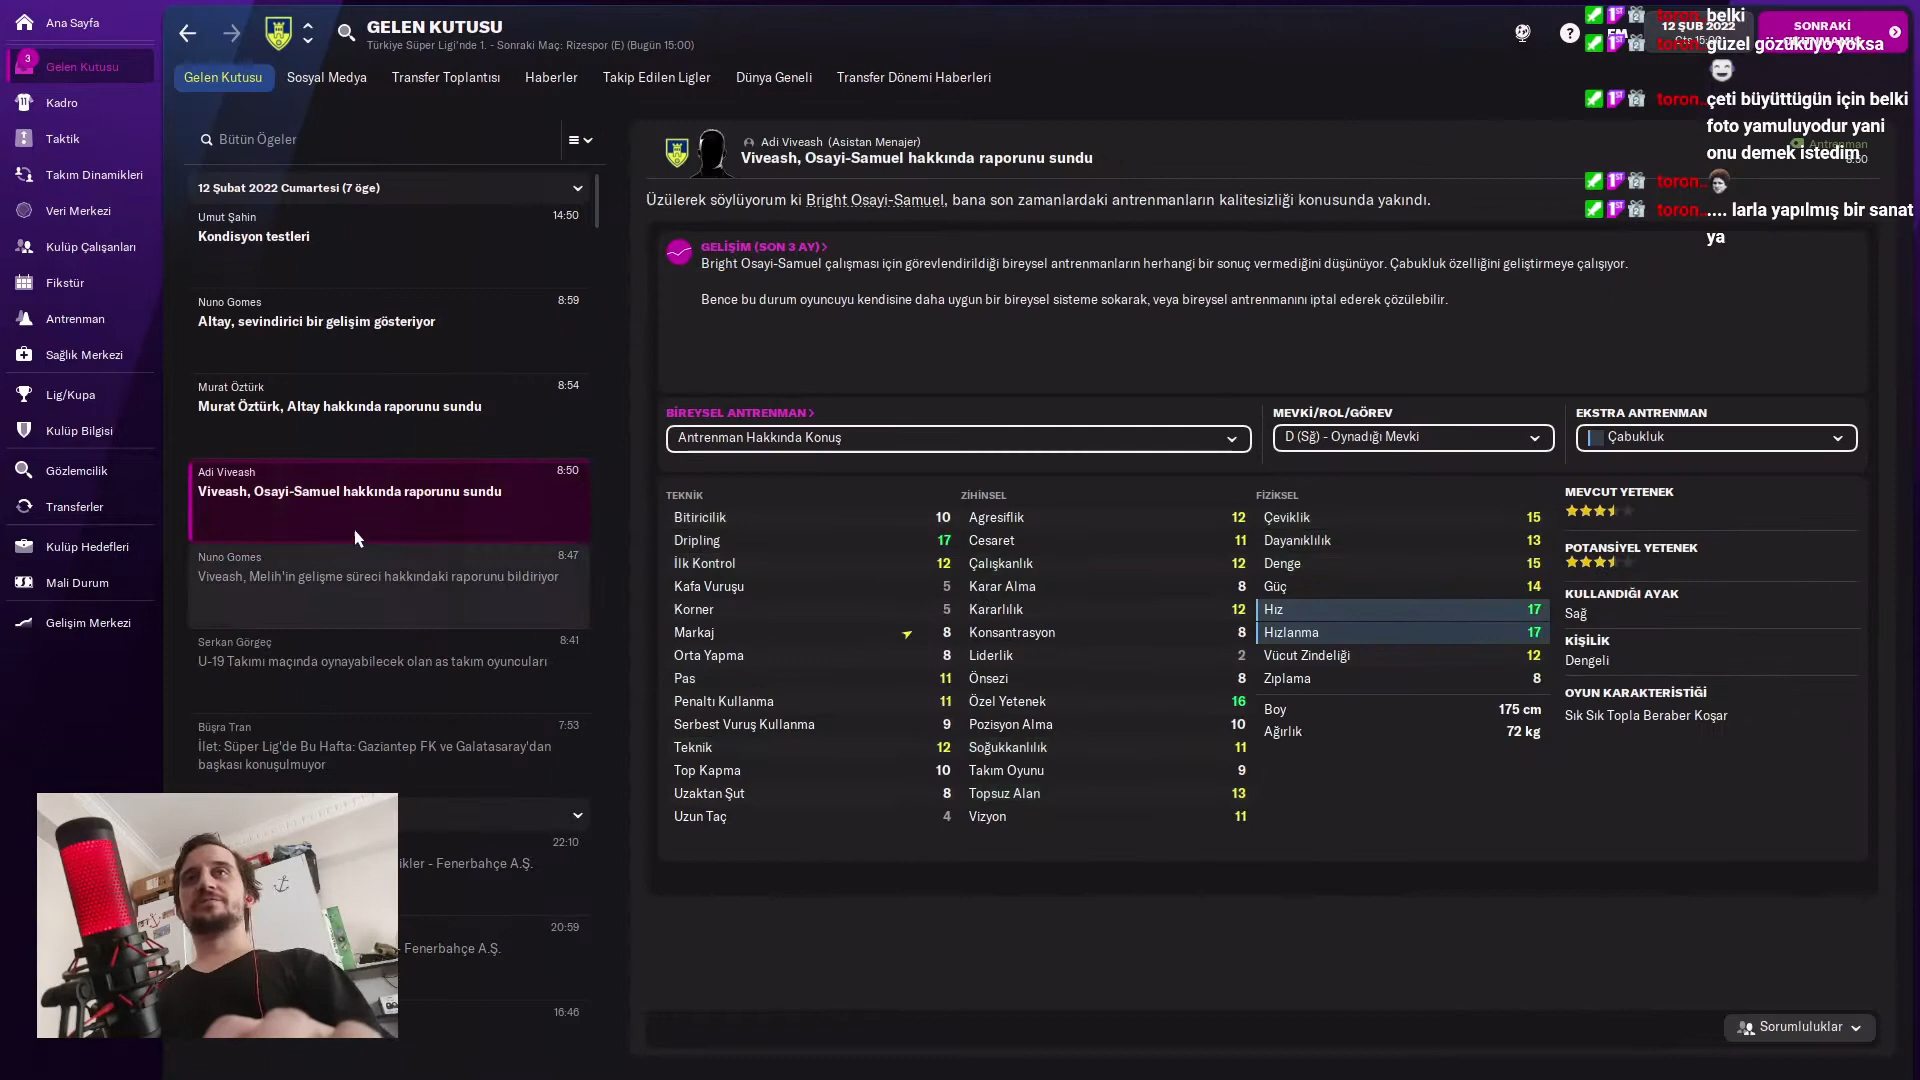 Ana Sayfa
3
Gelen Kutusu
Kadro
Taktik
Takım Dinamikleri
Veri Merkezi
Kulüp Çalışanları
Fikstür
Antrenman
Sağlık Merkezi
Lig/Kupa
Kulüp Bilgisi
Gözlemcilik
Transferler
Kulüp Hedefleri
Mali Durum
Gelişim Merkezi
GELEN KUTUSU
Türkiye Süper Ligi'nde 1. - Sonraki Maç: Rizespor (E) (Bugün 15:00)
12 ŞUB 2022
SONRAKİ
FM
Gelen Kutusu
Sosyal Medya
Transfer Toplantısı
Haberler
Takip Edilen Ligler
Dünya Geneli
Transfer Dönemi Haberleri
toron.. belki
toron.. güzel gözüküyo yoksa
toron.. çeti büyüttügün için belki
foto yamuluyodur yani
onu demek istedim
toron..
toron.. .... larla yapılmış bir sanat
ya
Bütün Ögeler
12 Şubat 2022 Cumartesi (7 öge)
Umut Şahin 14:50
Kondisyon testleri
Nuno Gomes 8:59
Altay, sevindirici bir gelişim gösteriyor
Murat Öztürk 8:54
Murat Öztürk, Altay hakkında raporunu sundu
Adi Viveash 8:50
Viveash, Osayi-Samuel hakkında raporunu sundu
Nuno Gomes 8:47
Viveash, Melih'in gelişme süreci hakkındaki raporunu bildiriyor
Serkan Görgeç 8:41
U-19 Takımı maçında oynayabilecek olan as takım oyuncuları
Büşra Tran 7:53
İlet: Süper Lig'de Bu Hafta: Gaziantep FK ve Galatasaray'dan
başkası konuşulmuyor
22:10
ikler - Fenerbahçe A.Ş.
20:59
- Fenerbahçe A.Ş.
16:46
Adi Viveash (Asistan Menajer)
Viveash, Osayi-Samuel hakkında raporunu sundu
Antrenman
8:50
Üzülerek söylüyorum ki Bright Osayi-Samuel, bana son zamanlardaki antrenmanların kalitesizliği konusunda yakındı.
GELİŞİM (SON 3 AY)
Bright Osayi-Samuel çalışması için görevlendirildiği bireysel antrenmanların herhangi bir sonuç vermediğini düşünüyor. Çabukluk özelliğini geliştirmeye çalışıyor.
Bence bu durum oyuncuyu kendisine daha uygun bir bireysel sisteme sokarak, veya bireysel antrenmanını iptal ederek çözülebilir.
BİREYSEL ANTRENMAN
Antrenman Hakkında Konuş
MEVKİ/ROL/GÖREV
D (Sğ) - Oynadığı Mevki
EKSTRA ANTRENMAN
Çabukluk
TEKNİK
Bitiricilik 10
Dripling 17
İlk Kontrol 12
Kafa Vuruşu 5
Korner 5
Markaj 8
Orta Yapma 8
Pas 11
Penaltı Kullanma 11
Serbest Vuruş Kullanma 9
Teknik 12
Top Kapma 10
Uzaktan Şut 8
Uzun Taç 4
ZİHİNSEL
Agresiflik 12
Cesaret 11
Çalışkanlık 12
Karar Alma 8
Kararlılık 12
Konsantrasyon 8
Liderlik 2
Önsezi 8
Özel Yetenek 16
Pozisyon Alma 10
Soğukkanlılık 11
Takım Oyunu 9
Topsuz Alan 13
Vizyon 11
FİZİKSEL
Çeviklik 15
Dayanıklılık 13
Denge 15
Güç 14
Hız 17
Hızlanma 17
Vücut Zindeliği 12
Zıplama 8
Boy 175 cm
Ağırlık 72 kg
MEVCUT YETENEK
POTANSİYEL YETENEK
KULLANDIĞI AYAK
Sağ
KİŞİLİK
Dengeli
OYUN KARAKTERİSTİĞİ
Sık Sık Topla Beraber Koşar
Sorumluluklar